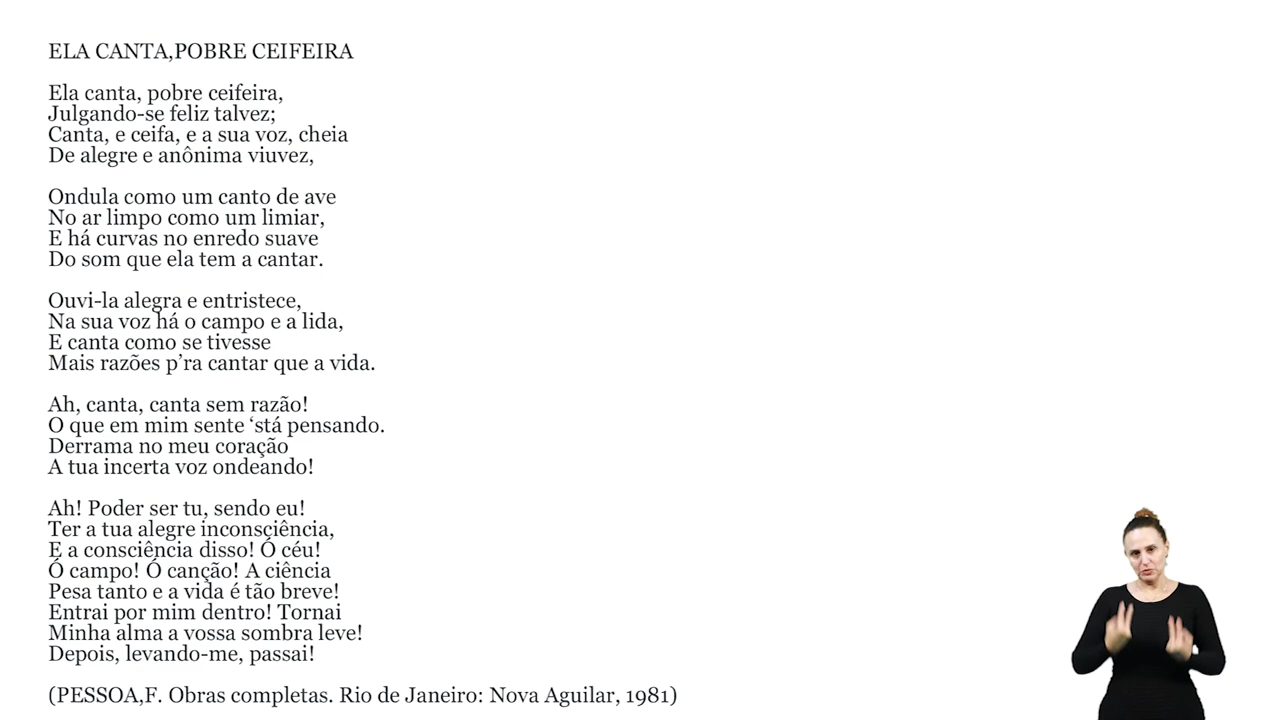 ELA CANTA,POBRE CEIFEIRA
Ela canta, pobre ceifeira,
Julgando-se feliz talvez;
Canta, e ceifa, e a sua voz, cheia
De alegre e anônima viuvez,
Ondula como um canto de ave
No ar limpo como um limiar,
E há curvas no enredo suave
Do som que ela tem a cantar.
Ouvi-la alegra e entristece,
Na sua voz há o campo e a lida,
E canta como se tivesse
Mais razões p’ra cantar que a vida.
Ah, canta, canta sem razão!
O que em mim sente ‘stá pensando.
Derrama no meu coração
A tua incerta voz ondeando!
Ah! Poder ser tu, sendo eu!
Ter a tua alegre inconsciência,
E a consciência disso! Ó céu!
Ó campo! Ó canção! A ciência
Pesa tanto e a vida é tão breve!
Entrai por mim dentro! Tornai
Minha alma a vossa sombra leve!
Depois, levando-me, passai!
(PESSOA,F. Obras completas. Rio de Janeiro: Nova Aguilar, 1981)